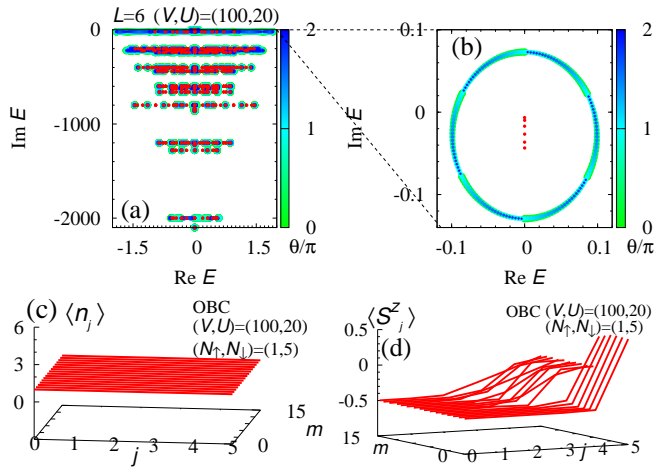 L=6 (V,U)=(100,20)
0
-1000
-2000
Im E
-1.5 0 1.5
Re E
(a)
2
1
0
θ/π
(b)
0.1
0
-0.1
Im E
-0.1 0 0.1
Re E
2
1
0
θ/π
(c) ⟨n_j⟩
OBC
(V,U)=(100,20)
(N↑,N↓)=(1,5)
6
3
0
0 1 2 3 4 5
j
15
0
m
⟨S^z_j⟩
OBC (V,U)=(100,20)
(N↑,N↓)=(1,5)
(d)
0.5
0
-0.5
15
m
0
0 1 2 3 4 5
j